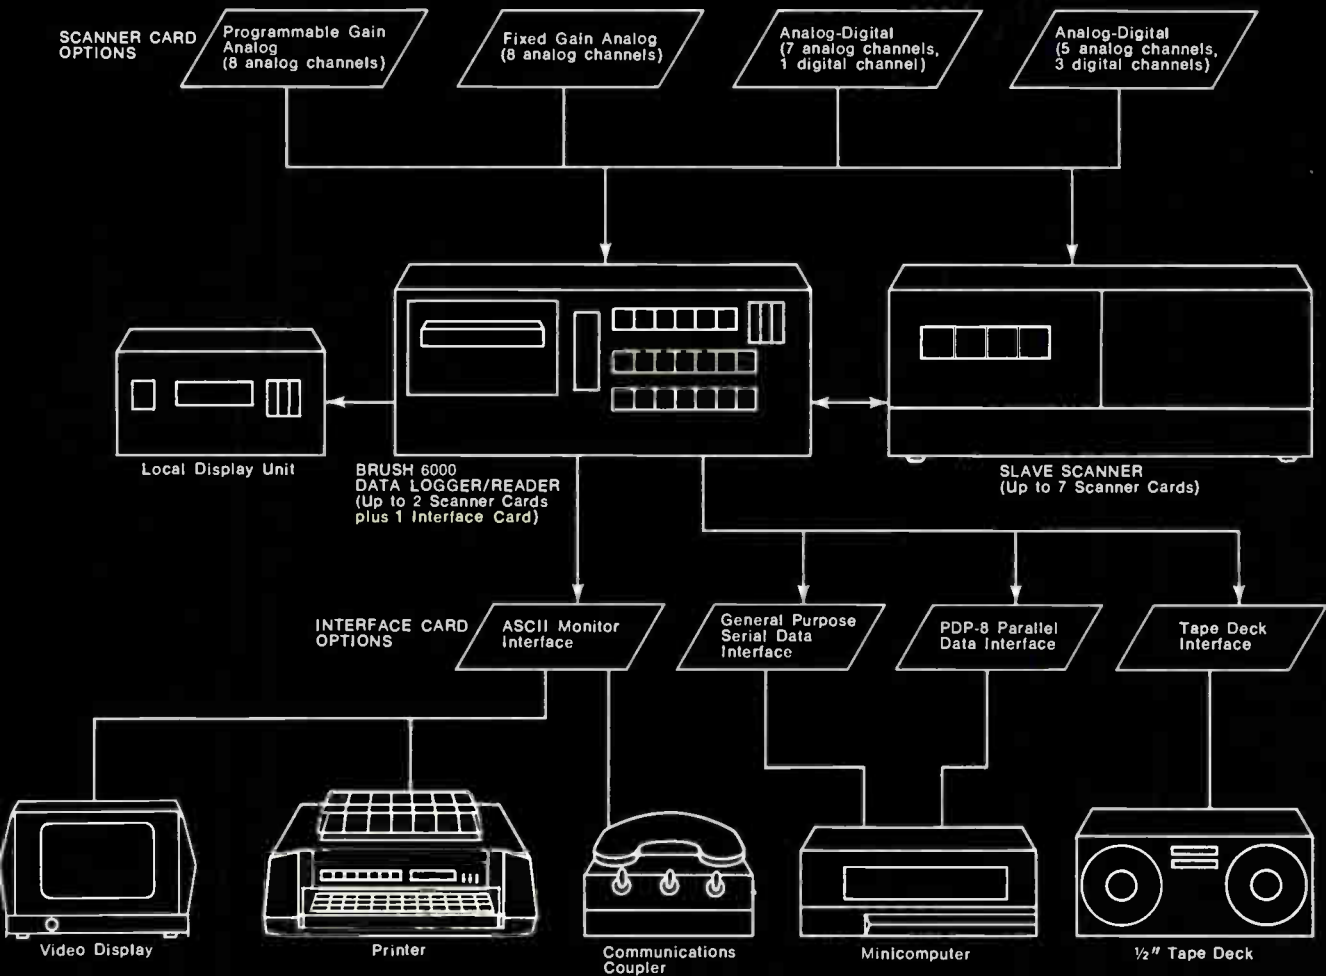 SCANNER CARD
OPTIONS
Programmable Gain
Analog
(8 analog channels)
Fixed Gain Analog
(8 analog channels)
Analog-Digital
(7 analog channels,
1 digital channel)
Analog-Digital
(5 analog channels,
3 digital channels)
Local Display Unit
BRUSH 6000
DATA LOGGER/READER
(Up to 2 Scanner Cards
plus 1 Interface Card)
SLAVE SCANNER
(Up to 7 Scanner Cards)
INTERFACE CARD
OPTIONS
ASCII Monitor
Interface
General Purpose
Serial Data
Interface
PDP-8 Parallel
Data Interface
Tape Deck
Interface
Video Display
Printer
Communications
Coupler
Minicomputer
½" Tape Deck